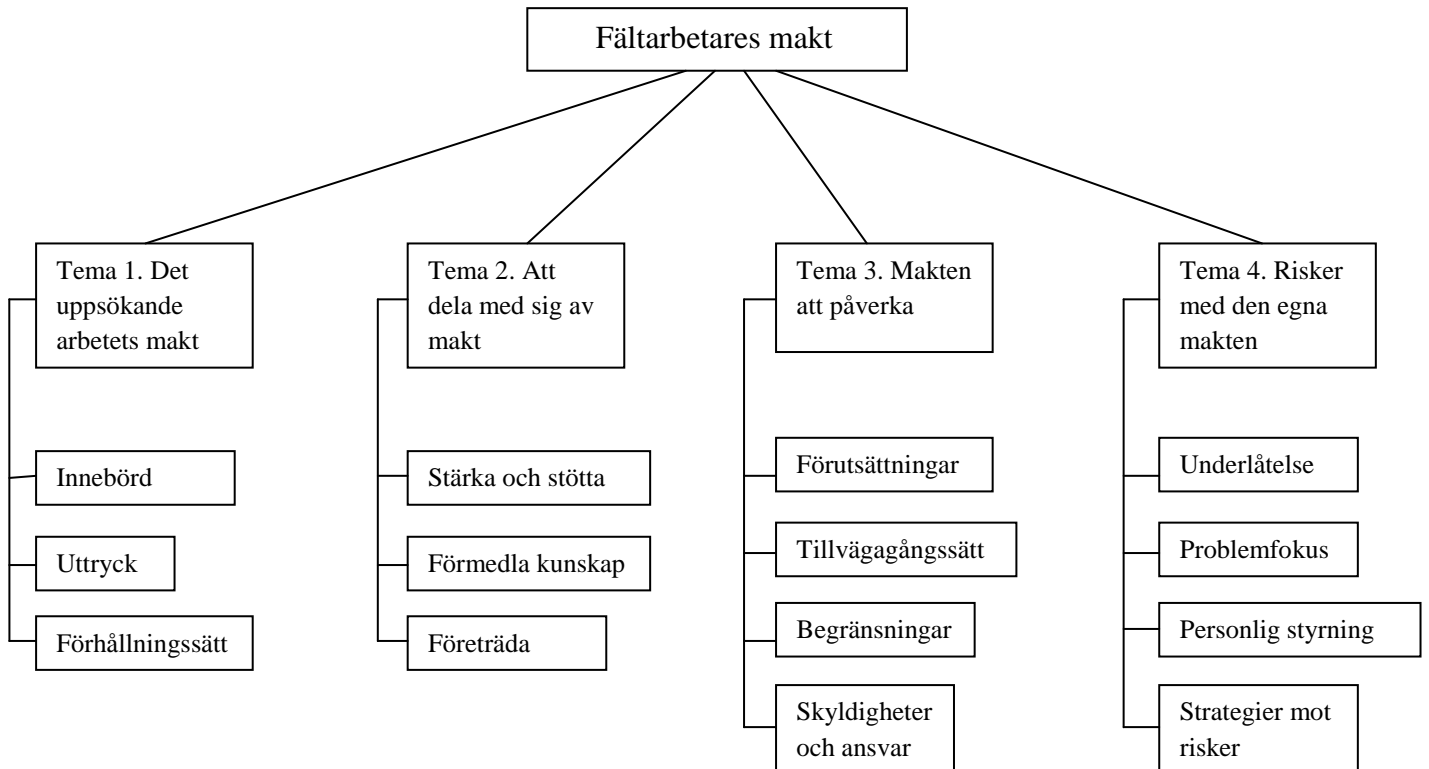 Fältarbetares makt
Tema 1. Det
uppsökande
arbetets makt
Innebörd
Uttryck
Förhållningssätt
Tema 2. Att
dela med sig av
makt
Stärka och stötta
Förmedla kunskap
Företräda
Tema 3. Makten
att påverka
Förutsättningar
Tillvägagångssätt
Begränsningar
Skyldigheter
och ansvar
Tema 4. Risker
med den egna
makten
Underlåtelse
Problemfokus
Personlig styrning
Strategier mot
risker